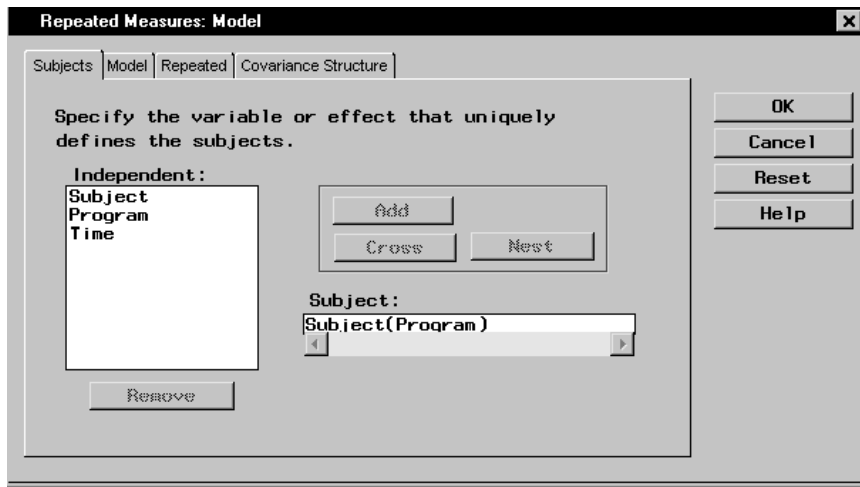 Repeated Measures: Model
Subjects Model Repeated Covariance Structure
Specify the variable or effect that uniquely
defines the subjects.
Independent:
Subject
Program
Time
Add
Cross Nest
Subject:
Subject(Program)
Remove
OK
Cancel
Reset
Help